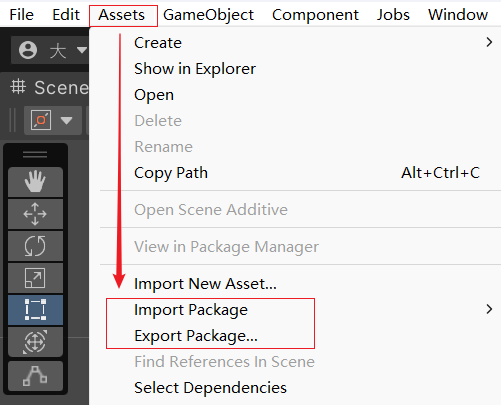 File Edit Assets GameObject Component Jobs Window
大
Scene
Create
Show in Explorer
Open
Delete
Rename
Copy Path Alt+Ctrl+C
Open Scene Additive
View in Package Manager
Import New Asset...
Import Package
Export Package...
Find References In Scene
Select Dependencies